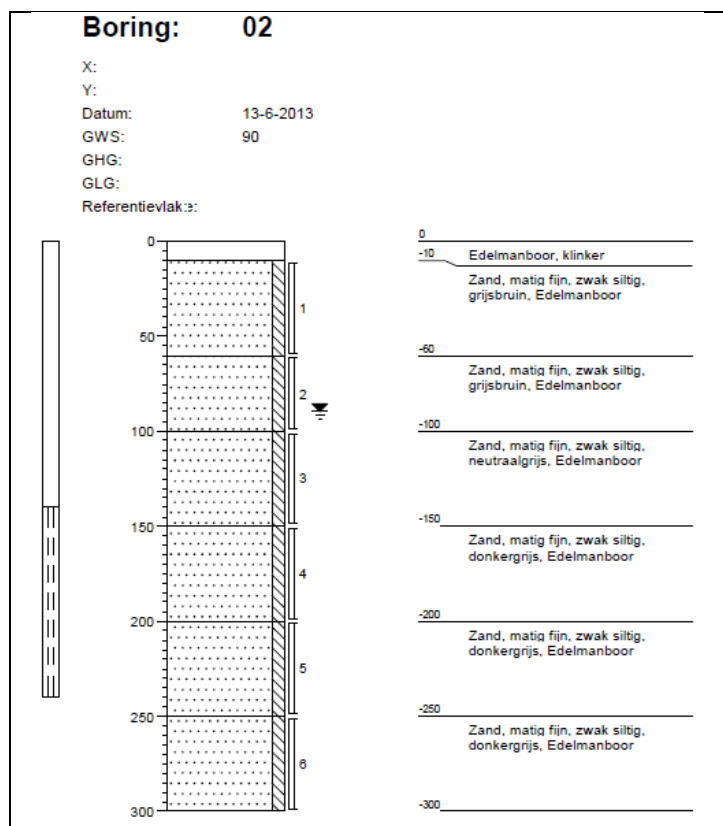 Boring: 02
X:
Y:
Datum: 13-6-2013
GWS: 90
GHG:
GLG:
0
50
100
150
200
250
300
1
2
3
4
5
6
0
-10
Edelmanboor, klinker
Zand, matig fijn, zwak siltig,
grijsbruin, Edelmanboor
-60
Zand, matig fijn, zwak siltig,
grijsbruin, Edelmanboor
-100
Zand, matig fijn, zwak siltig,
neutraalgrijs, Edelmanboor
-150
Zand, matig fijn, zwak siltig,
donkergrijs, Edelmanboor
-200
Zand, matig fijn, zwak siltig,
donkergrijs, Edelmanboor
-250
Zand, matig fijn, zwak siltig,
donkergrijs, Edelmanboor
-300